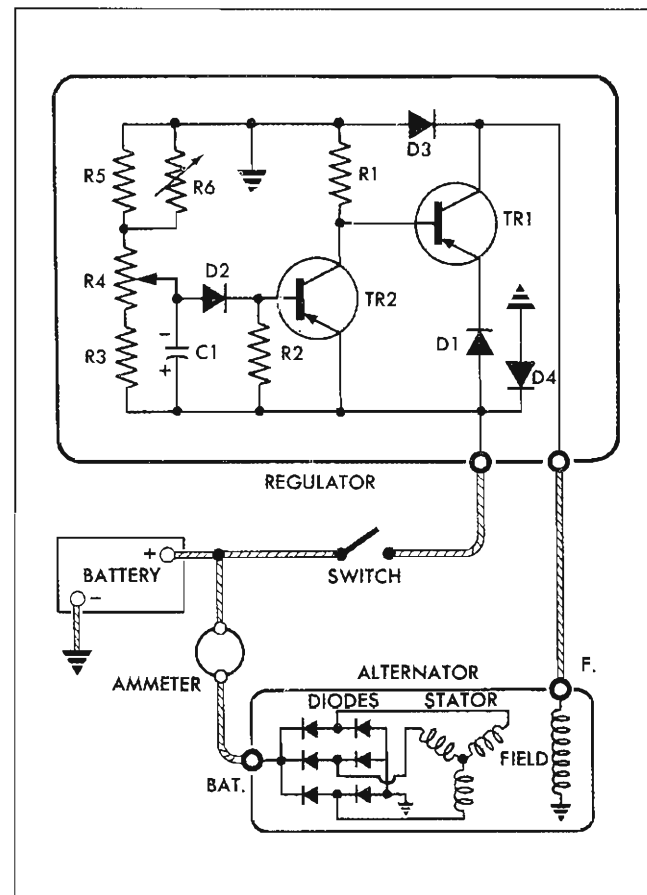 D3
R5
R6
R1
TR1
R4
D2
TR2
D1
D4
R3
-
+
C1
R2
REGULATOR
+
BATTERY
-
SWITCH
AMMETER
ALTERNATOR
F.
DIODES STATOR
FIELD
BAT.